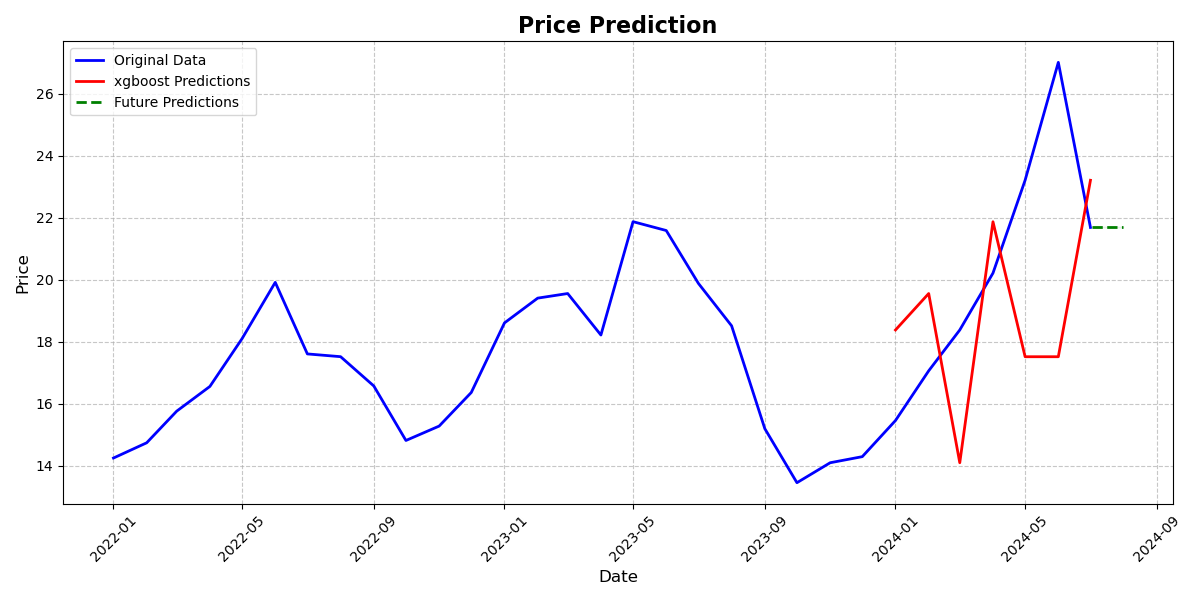 Price Prediction
Original Data
xgboost Predictions
Future Predictions
Price
26
24
22
20
18
16
14
2022-01
2022-05
2022-09
2023-01
2023-05
2023-09
2024-01
2024-05
2024-09
Date